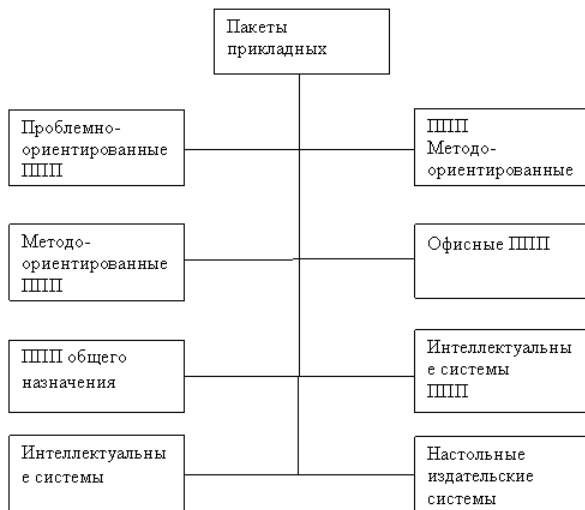 Пакеты
прикладных
Проблемно-
ориентированные
ППП
ППП
Методо-
ориентированные
Методо-
ориентированные
ППП
Офисные ППП
ППП общего
назначения
Интеллектуальны
е системы
ППП
Интеллектуальны
е системы
Настольные
издательские
системы